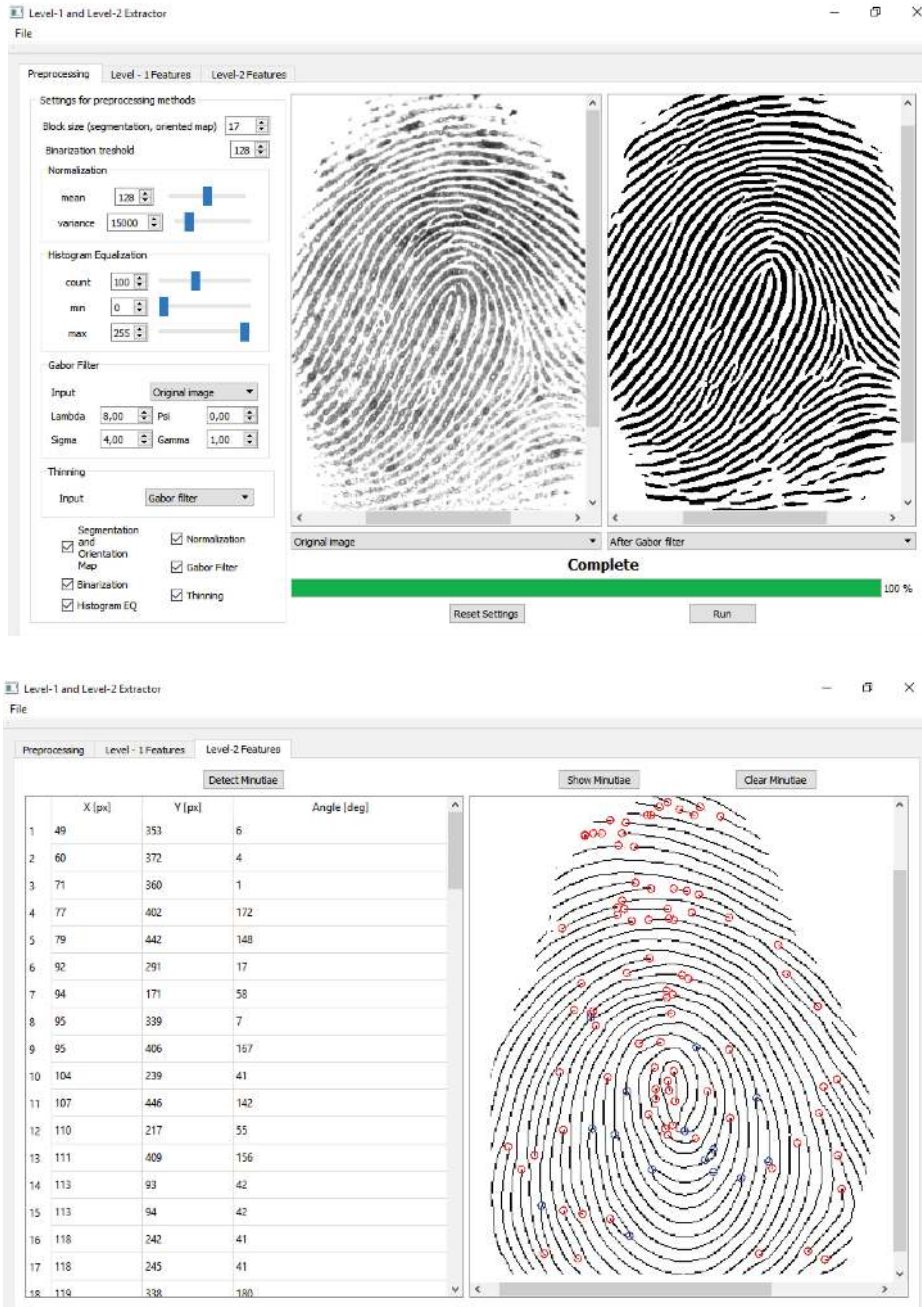 Level-1 and Level-2 Extractor
File
Preprocessing Level - 1 Features Level-2 Features
Settings for preprocessing methods
Block size (segmentation, oriented map) 17
Binarization treshold 128
Normalization
mean 128
variance 15000
Histogram Equalization
count 100
min 0
max 255
Gabor Filter
Input Original image
Lambda 8,00 Psi 0,00
Sigma 4,00 Gamma 1,00
Thinning
Input Gabor filter
Segmentation
and
Orientation
Map
Normalization
Gabor Filter
Binarization
Thinning
Histogram EQ
Original image After Gabor filter
Complete
100 %
Reset Settings Run
Level-1 and Level-2 Extractor
File
Preprocessing Level - 1 Features Level-2 Features
Detect Minutiae Show Minutiae Clear Minutiae
X [px] Y [px] Angle [deg]
1 49 353 6
2 60 372 4
3 71 360 1
4 77 402 172
5 79 442 148
6 92 291 17
7 94 171 58
8 95 339 7
9 95 406 167
10 104 239 41
11 107 446 142
12 110 217 55
13 111 409 156
14 113 93 42
15 113 94 42
16 118 242 41
17 118 245 41
18 119 338 180